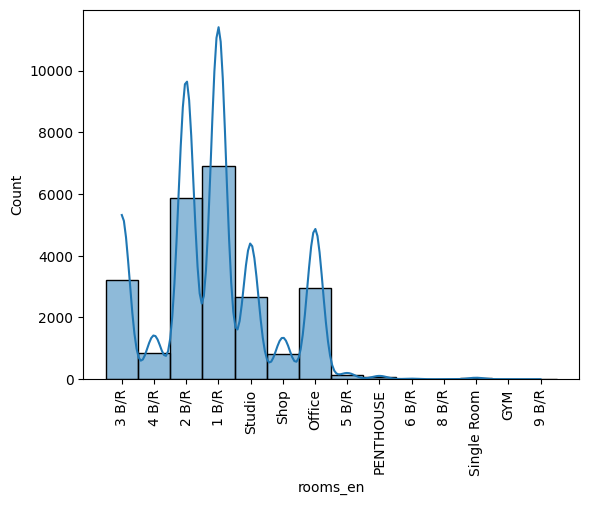 10000
8000
6000
4000
2000
0
Count
3 B/R
4 B/R
2 B/R
1 B/R
Studio
Shop
Office
5 B/R
PENTHOUSE
6 B/R
8 B/R
Single Room
GYM
9 B/R
rooms_en